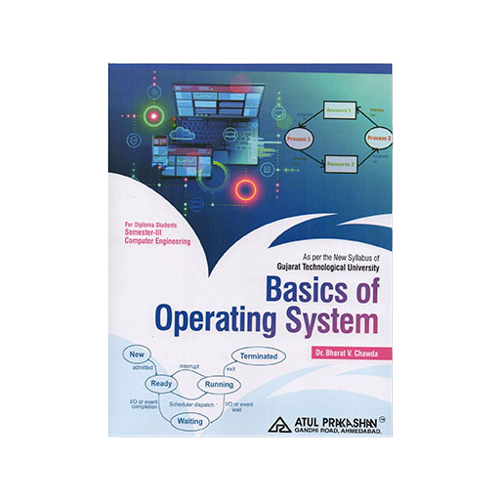 Resource 1
Process 1
Process 2
Resource 2
For Diploma Students
Semester-III
Computer Engineering
As per the New Syllabus of
Gujarat Technological University
Basics of
Operating System
Dr. Bharat V. Chawda
New
Terminated
admitted
interrupt
exit
Ready
Running
I/O or event
completion
Scheduler dispatch
I/O or event
wait
Waiting
ATUL PRAKASHAN
GANDHI ROAD, AHMEDABAD.